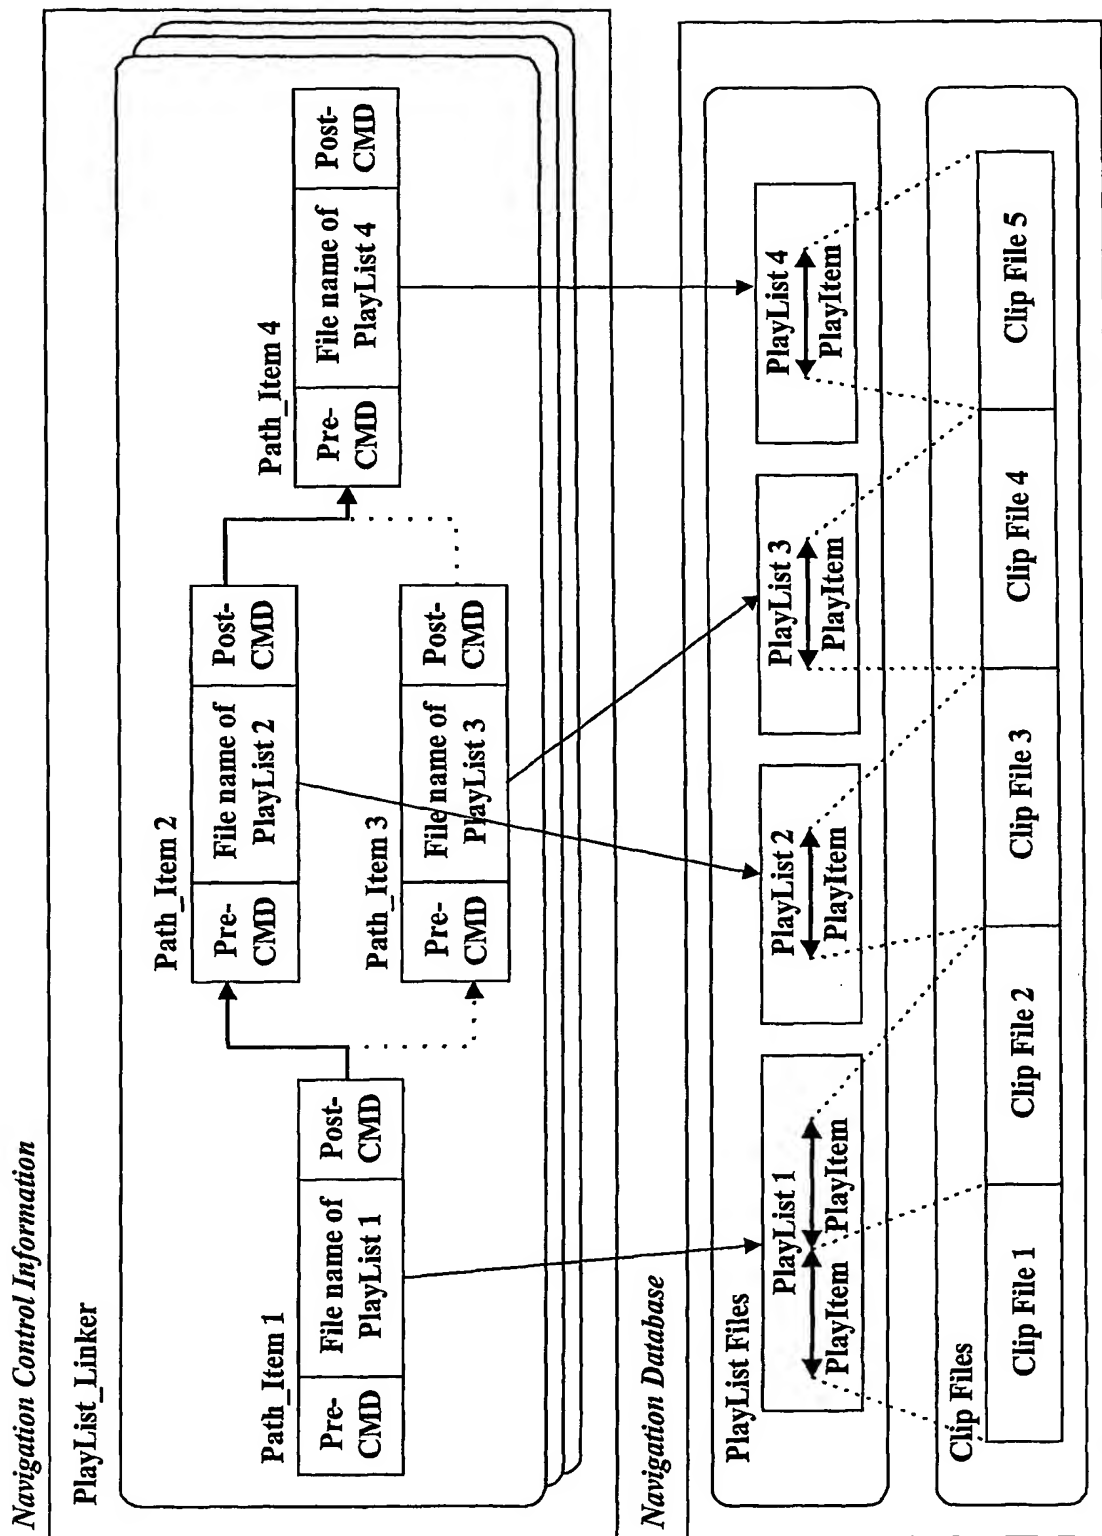 Navigation Control Information
PlayList_Linker
Path_Item 1
Pre-
CMD
File name of
PlayList 1
Post-
CMD
Path_Item 2
Pre-
CMD
File name of
PlayList 2
Post-
CMD
Path_Item 3
Pre-
CMD
File name of
PlayList 3
Post-
CMD
Path_Item 4
Pre-
CMD
File name of
PlayList 4
Post-
CMD
Navigation Database
PlayList Files
PlayList 1
PlayItem
PlayItem
PlayList 2
PlayItem
PlayList 3
PlayItem
PlayList 4
PlayItem
Clip Files
Clip File 1
Clip File 2
Clip File 3
Clip File 4
Clip File 5